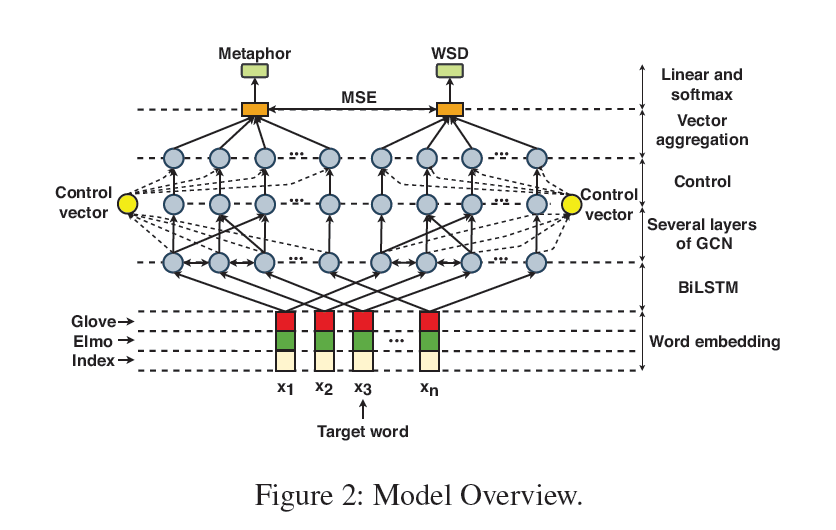 Metaphor
WSD
MSE
Linear and
softmax
Vector
aggregation
Control
Control
vector
Control
vector
Several layers
of GCN
BiLSTM
Glove
Elmo
Index
...
...
...
...
...
Word embedding
x1
x2
x3
xn
Target word
Figure 2: Model Overview.